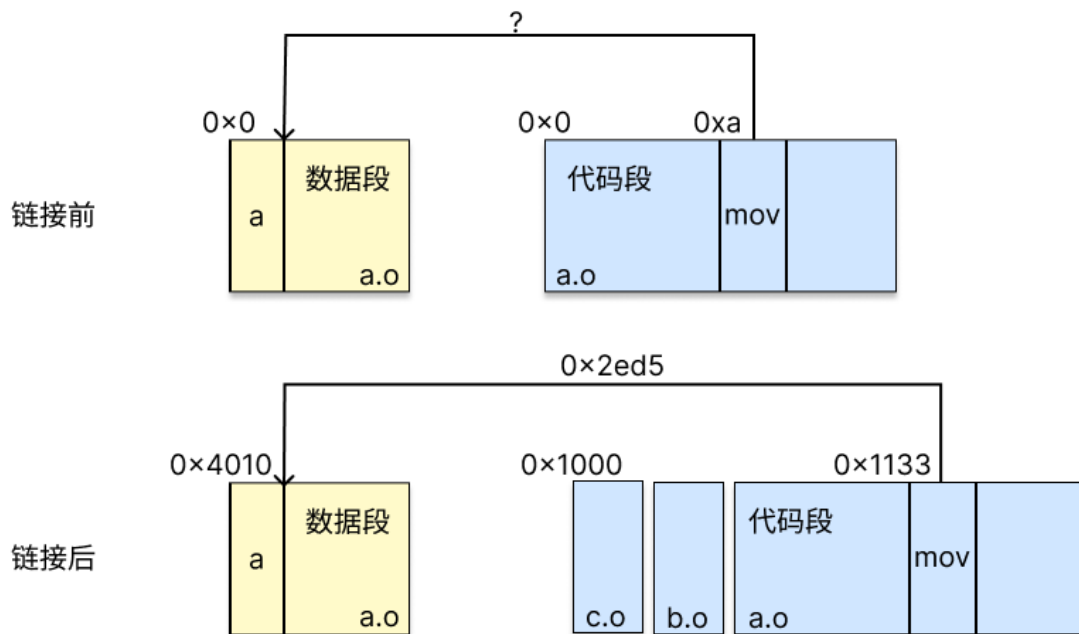 ?
0×0
0×0
0xa
链接前
a
数据段
a.o
代码段
mov
a.o
0×2ed5
0×4010
0×1000
0×1133
链接后
a
数据段
a.o
c.o
b.o
代码段
mov
a.o